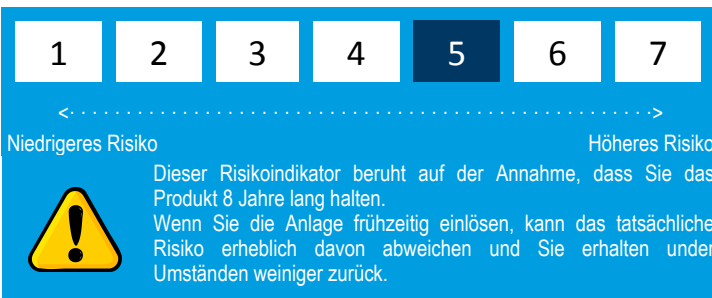 1 2 3 4 5 6 7
<· · · · · · · · · · · · · · · · · · · · · · · · · · · · · · · · · · · · · · · · · · · · · · · · · · · · · · · · ·>
Niedrigeres Risiko Höheres Risiko
Dieser Risikoindikator beruht auf der Annahme, dass Sie das
Produkt 8 Jahre lang halten.
Wenn Sie die Anlage frühzeitig einlösen, kann das tatsächliche
Risiko erheblich davon abweichen und Sie erhalten under
Umständen weiniger zurück.